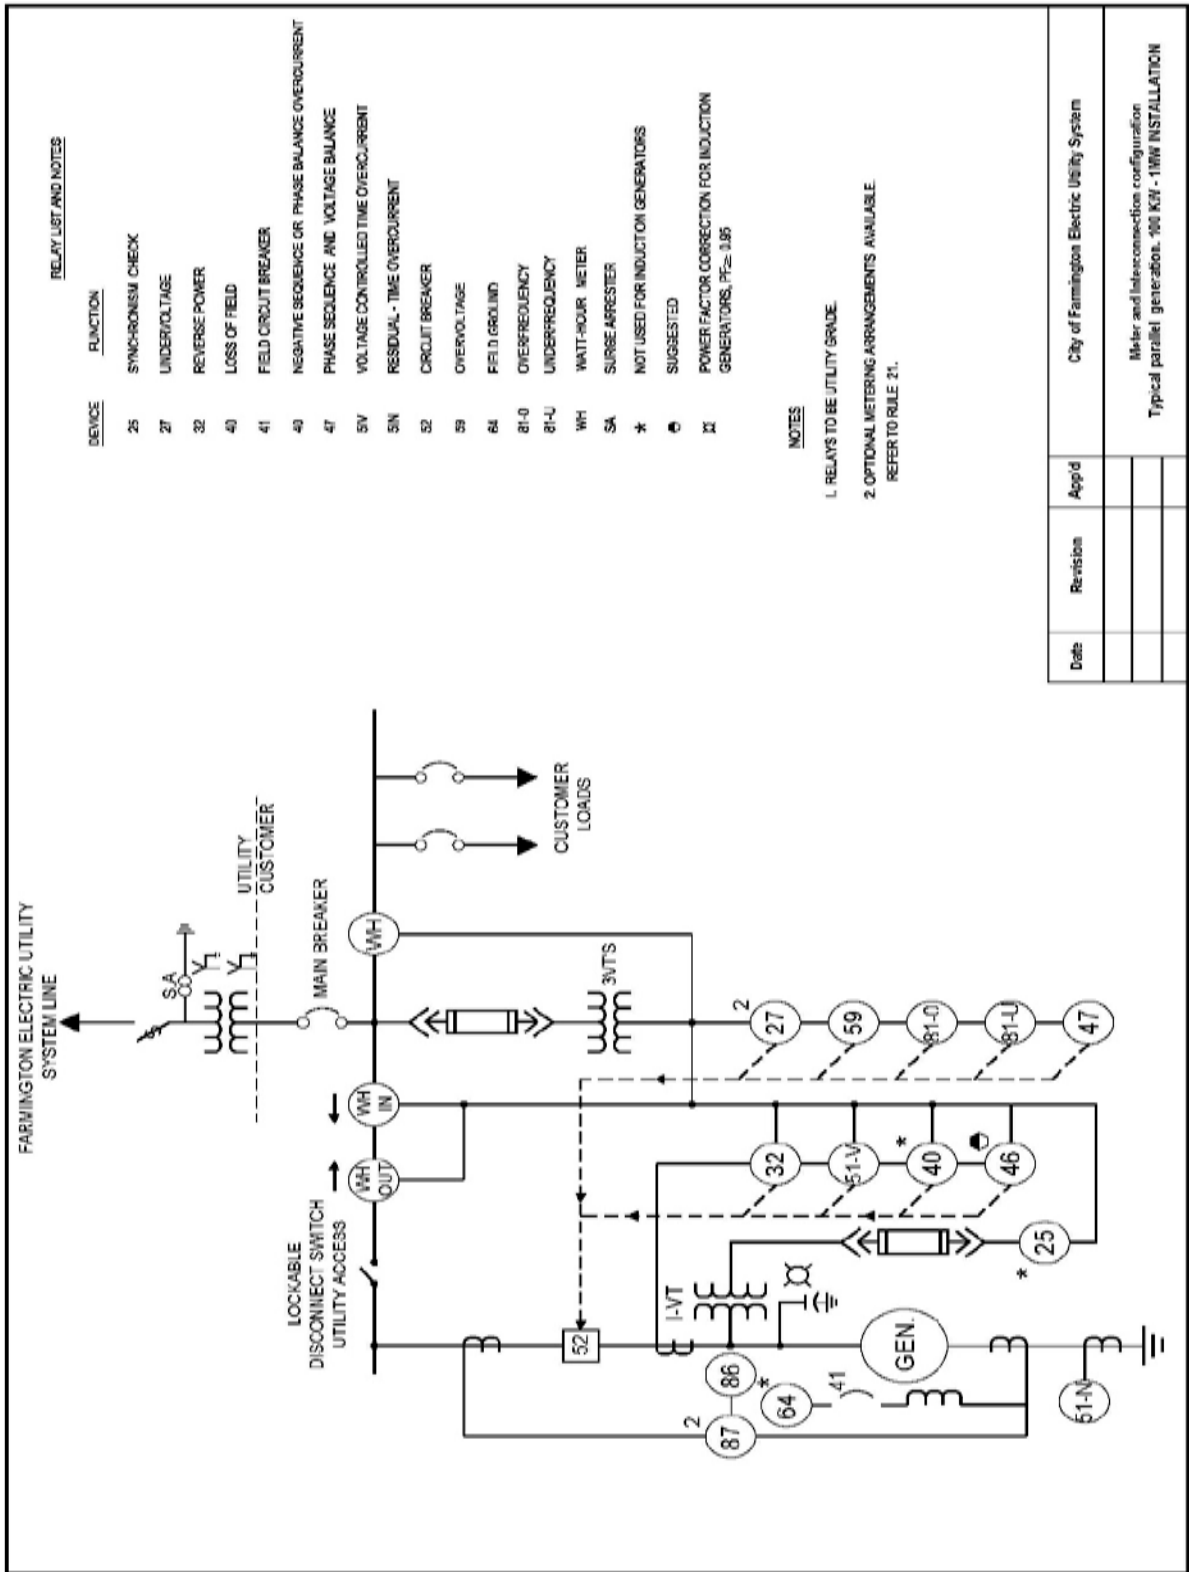 FARMINGTON ELECTRIC UTILITY
SYSTEM LINE
S.A
UTILITY
CUSTOMER
MAIN BREAKER
LOCKABLE
DISCONNECT SWITCH
UTILITY ACCESS
WH
OUT
WH
IN
WH
CUSTOMER
LOADS
3VT'S
52
I-VT
2
27
59
81-O
81-U
47
32
51-V
*
40
46
*
25
86
2
87
*
64
41
GEN.
51-N
RELAY LIST AND NOTES
DEVICE FUNCTION
25 SYNCHRONISM CHECK
27 UNDERVOLTAGE
32 REVERSE POWER
40 LOSS OF FIELD
41 FIELD CIRCUIT BREAKER
49 NEGATIVE SEQUENCE OR PHASE BALANCE OVERCURRENT
47 PHASE SEQUENCE AND VOLTAGE BALANCE
5IV VOLTAGE CONTROLLED TIME OVERCURRENT
5IN RESIDUAL - TIME OVERCURRENT
52 CIRCUIT BREAKER
59 OVERVOLTAGE
64 FIELD GROUND
81-O OVERFREQUENCY
81-U UNDERFREQUENCY
WH WATT-HOUR METER
SA SURGE ARRESTER
* NOT USED FOR INDUCTION GENERATORS
SUGGESTED
POWER FACTOR CORRECTION FOR INDUCTION
GENERATORS, PF≥ 0.95
NOTES
1. RELAYS TO BE UTILITY GRADE.
2. OPTIONAL METERING ARRANGEMENTS AVAILABLE.
REFER TO RULE 21.
Date Revision App'd
City of Farmington Electric Utility System
Meter and Interconnection configuration
Typical parallel generation. 100 KW - 1MW INSTALLATION